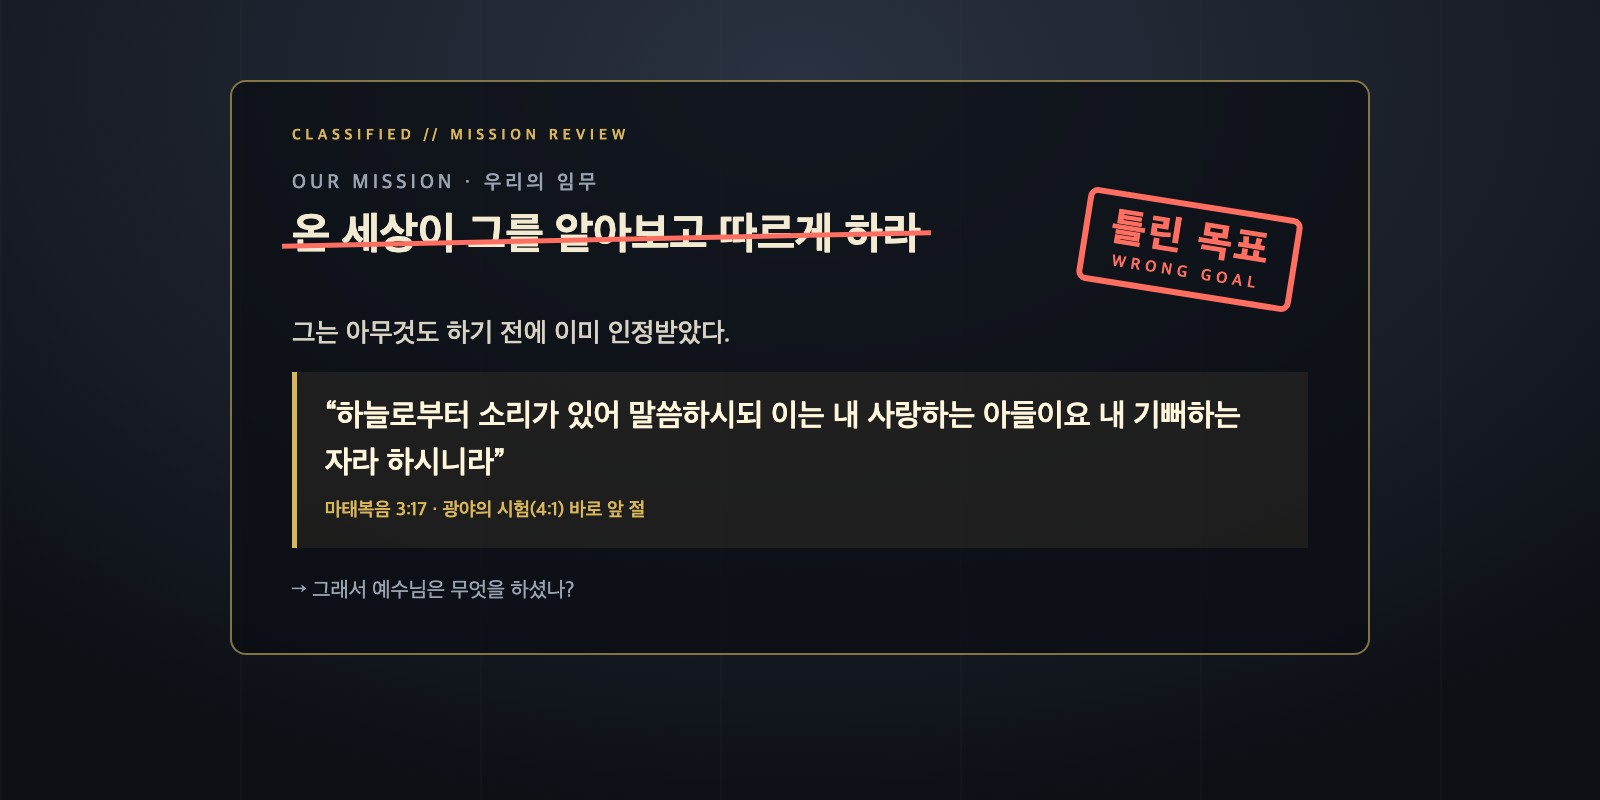 CLASSIFIED // MISSION REVIEW
OUR MISSION · 우리의 임무
온 세상이 그를 알아보고 따르게 하라
틀린 목표
WRONG GOAL
그는 아무것도 하기 전에 이미 인정받았다.
“하늘로부터 소리가 있어 말씀하시되 이는 내 사랑하는 아들이요 내 기뻐하는
자라 하시니라”
마태복음 3:17 · 광야의 시험(4:1) 바로 앞 절
→ 그래서 예수님은 무엇을 하셨나?